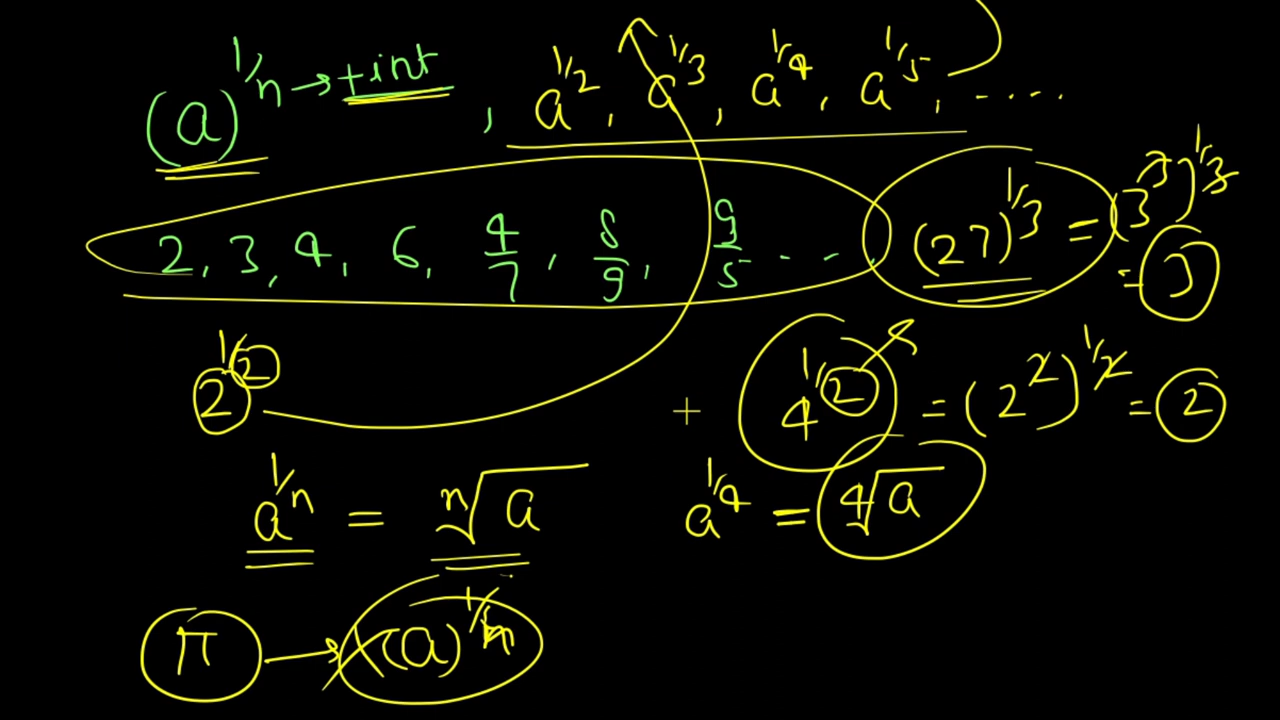 (a)^{1/n} → +int , a^{1/2}, a^{1/3}, a^{1/4}, a^{1/5}, - . . . .
2, 3, 4, 6, 4/7, 8/9, 9/5 - - - . (27)^{1/3} = (3^3)^{1/3}
= 3
2^{1/2} + 4^{1/2} = (2^2)^{1/2} = 2
a^{1/n} = ⁿ√a a^{1/4} = ⁴√a
π → (a)^{1/n}